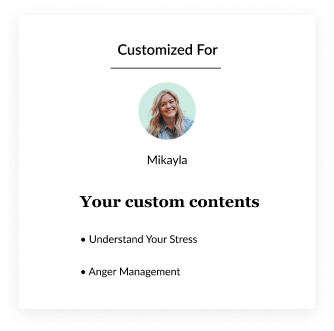 Customized For
Mikayla
Your custom contents
• Understand Your Stress
• Anger Management